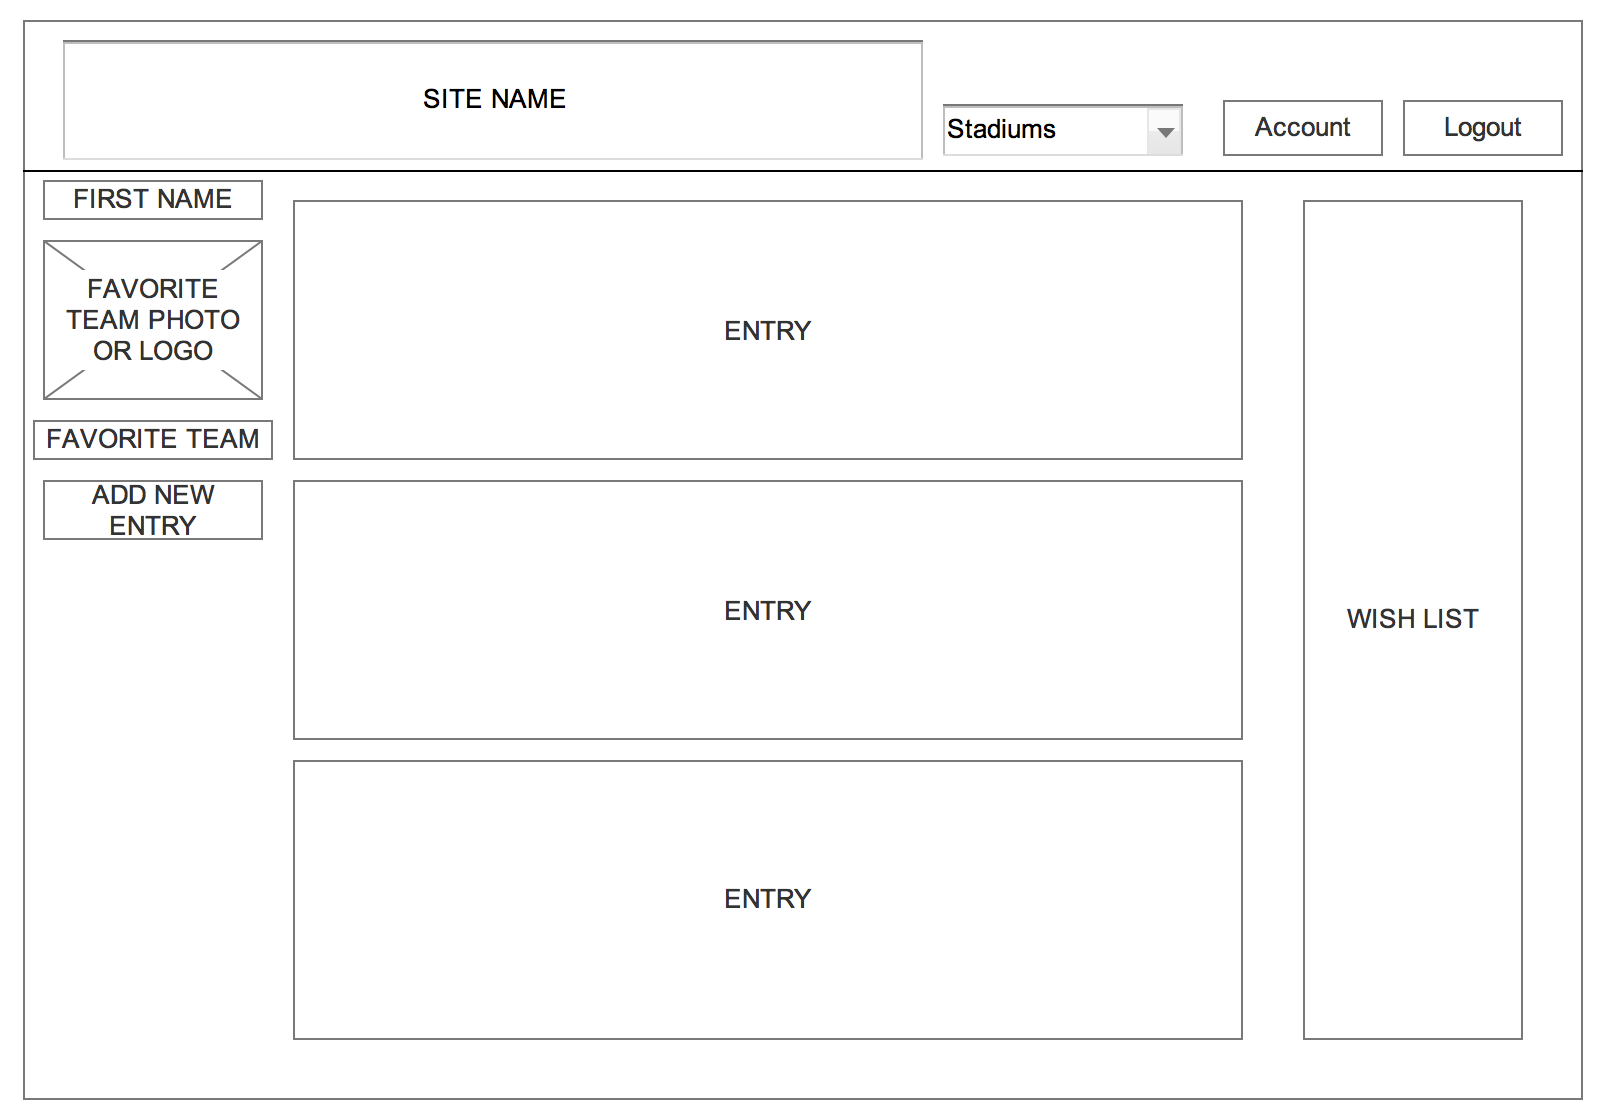 SITE NAME
Stadiums
Account
Logout
FIRST NAME
FAVORITE
TEAM PHOTO
OR LOGO
FAVORITE TEAM
ADD NEW
ENTRY
ENTRY
ENTRY
ENTRY
WISH LIST